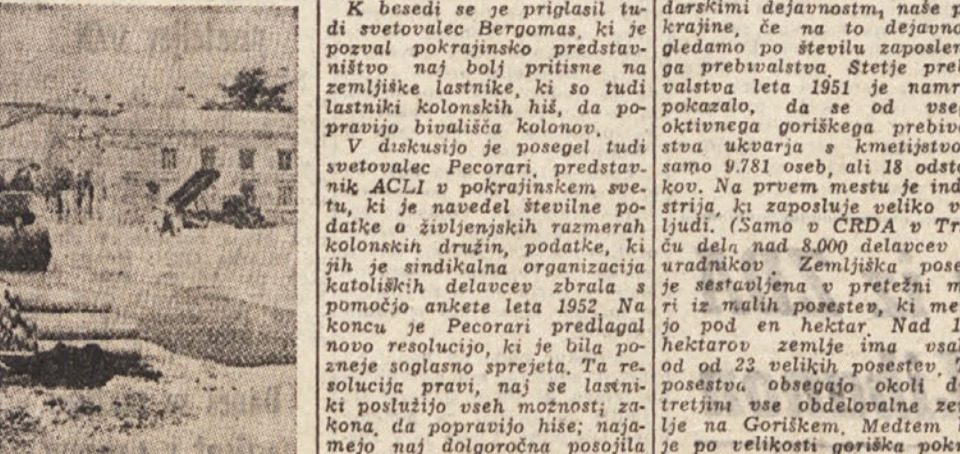 K besedi se je priglasil tu-
di svetovalec Bergomas, ki je
pozval pokrajinsko predstav-
ništvo naj bolj pritisne na
zemljiške lastnike, ki so tudi
lastniki kolonskih hiš, da po-
pravijo bivališča kolonov.
V diskusijo je posegel tudi
svetovalec Pecorari, predstav-
nik ACLI v pokrajinskem sve-
tu, ki je navedel številne po-
datke o življenjskih razmerah
kolonskih družin, podatke, ki
jih je sindikalna organizacija
katoliških delavcev zbrala s
pomočjo ankete leta 1952. Na
koncu je Pecorari predlagal
novo resolucijo, ki je bila po-
zneje soglasno sprejeta. Ta re-
solucija pravi, naj se lastni-
ki poslužijo vseh možnosti za-
kona, da popravijo hiše; naja-
mejo naj dolgoročna posojila
darskimi dejavnostmi naše p
krajine, če na to dejavno
gledamo po številu zaposlen
ga prebivalstva. Štetje preb
valstva leta 1951 je namr
pokazalo, da se od vseg
aktivnega goriškega prebiva
stva ukvarja s kmetijstvo
samo 9.781 oseb, ali 18 odsto
kov. Na prvem mestu je ind
strija, ki zaposluje veliko v
ljudi. (Samo v CRDA v Tr
ču dela nad 8.000 delavcev
uradnikov). Zemljiška pose
je sestavljena v pretežni m
ri iz malih posestev, ki me
jo pod en hektar. Nad 1
hektarov zemlje ima vsak
od od 23 velikih posestev. T
posestva obsegajo okoli d
tretjini vse obdelovalne ze
lje na Goriškem. Medtem
je po velikosti goriška pokr